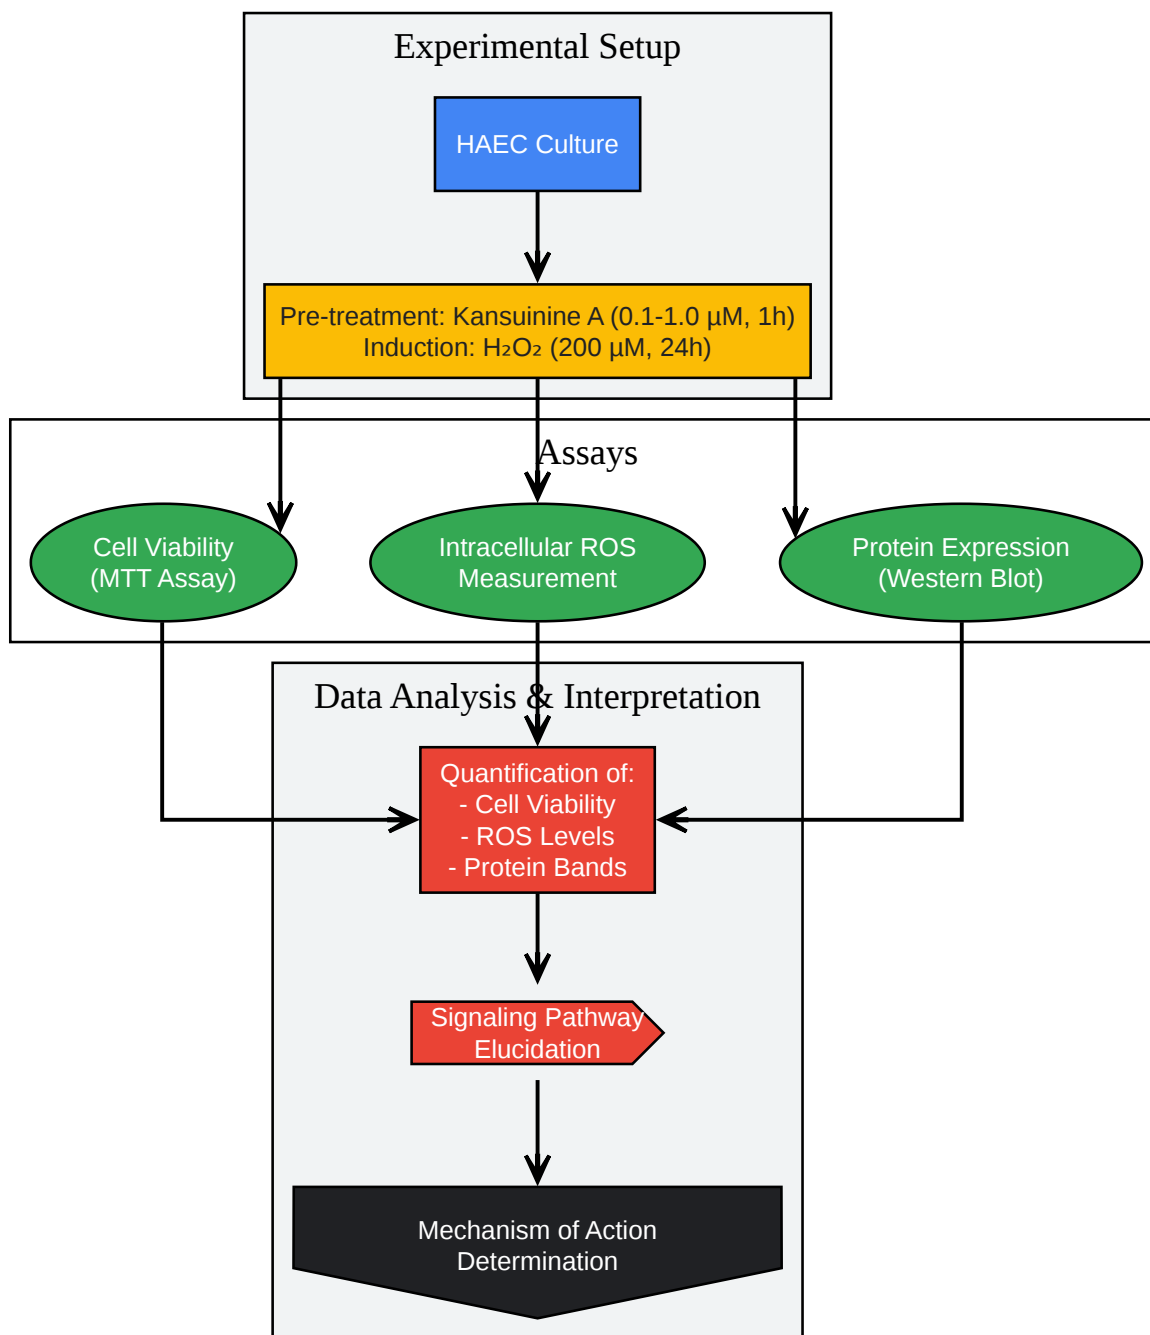 Experimental Setup
HAEC Culture
Pre-treatment: Kansuinine A (0.1-1.0 µM, 1h)
Induction: H₂O₂ (200 µM, 24h)
Assays
Cell Viability
(MTT Assay)
Intracellular ROS
Measurement
Protein Expression
(Western Blot)
Data Analysis & Interpretation
Quantification of:
- Cell Viability
- ROS Levels
- Protein Bands
Signaling Pathway
Elucidation
Mechanism of Action
Determination